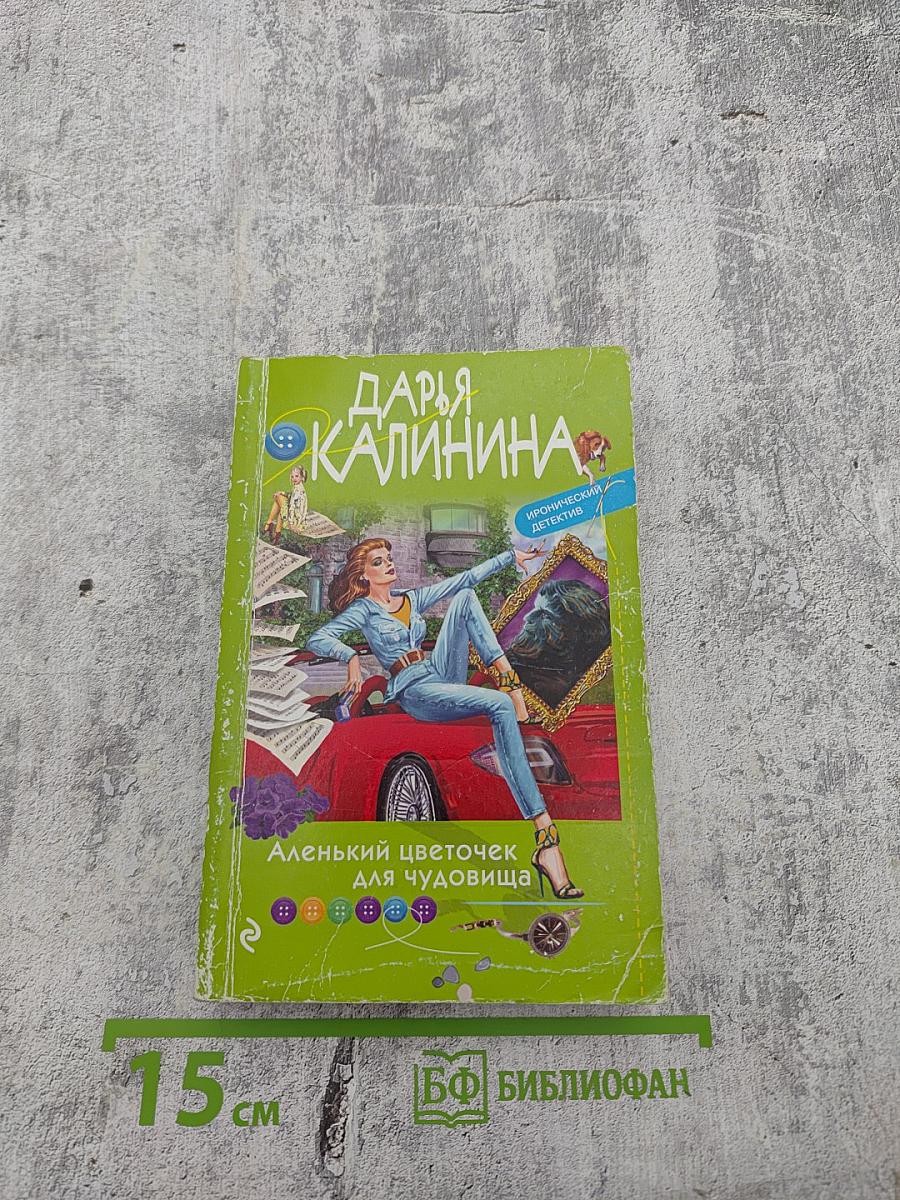 ДАРЬЯ
КАЛИНИНА
ИРОНИЧЕСКИЙ
ДЕТЕКТИВ
Аленький цветочек
для чудовища
15 см
БФ БИБЛИОФАН